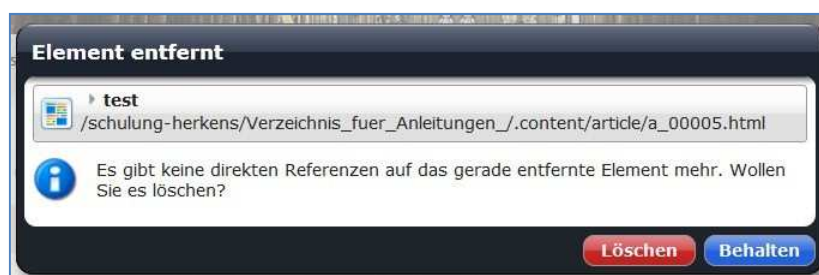 Element entfernt
test
/schulung-herkens/Verzeichnis_fuer_Anleitungen_/.content/article/a_00005.html
Es gibt keine direkten Referenzen auf das gerade entfernte Element mehr. Wollen
Sie es löschen?
Löschen Behalten